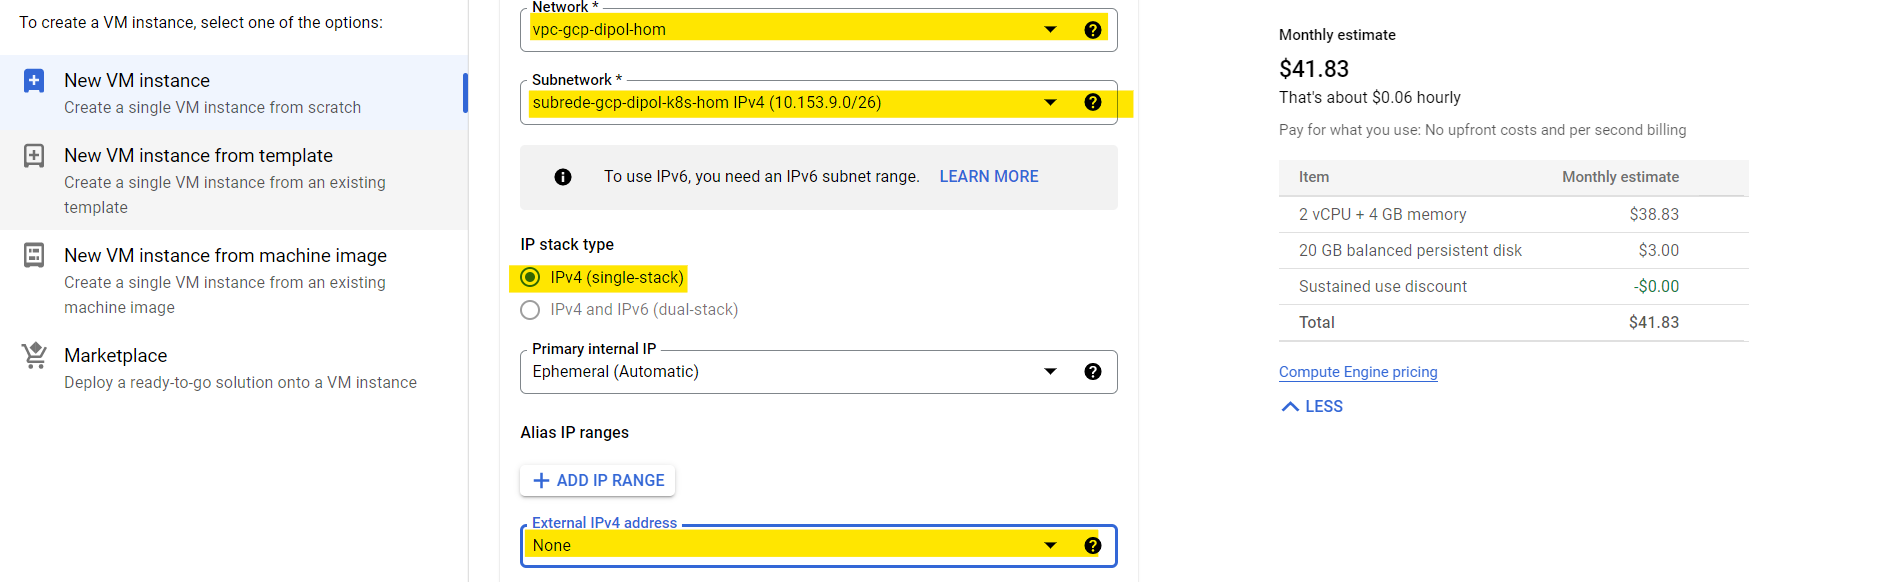 To create a VM instance, select one of the options:
New VM instance
Create a single VM instance from scratch
New VM instance from template
Create a single VM instance from an existing
template
New VM instance from machine image
Create a single VM instance from an existing
machine image
Marketplace
Deploy a ready-to-go solution onto a VM instance
Network *
vpc-gcp-dipol-hom
Subnetwork *
subrede-gcp-dipol-k8s-hom IPv4 (10.153.9.0/26)
To use IPv6, you need an IPv6 subnet range. LEARN MORE
IP stack type
IPv4 (single-stack)
IPv4 and IPv6 (dual-stack)
Primary internal IP
Ephemeral (Automatic)
Alias IP ranges
ADD IP RANGE
External IPv4 address
None
Monthly estimate
$41.83
That's about $0.06 hourly
Pay for what you use: No upfront costs and per second billing
Item Monthly estimate
2 vCPU + 4 GB memory $38.83
20 GB balanced persistent disk $3.00
Sustained use discount -$0.00
Total $41.83
Compute Engine pricing
LESS